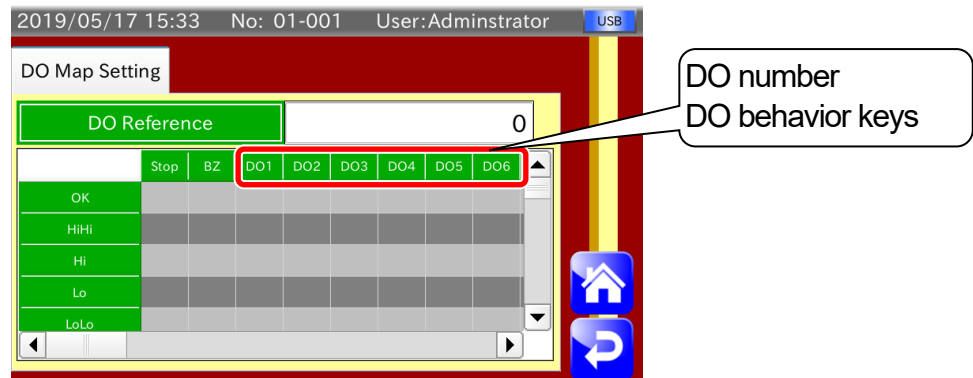 2019/05/17 15:33 No: 01-001 User:Adminstrator USB
DO Map Setting
DO number
DO behavior keys
DO Reference 0
Stop BZ DO1 DO2 DO3 DO4 DO5 DO6
OK
HiHi
Hi
Lo
LoLo